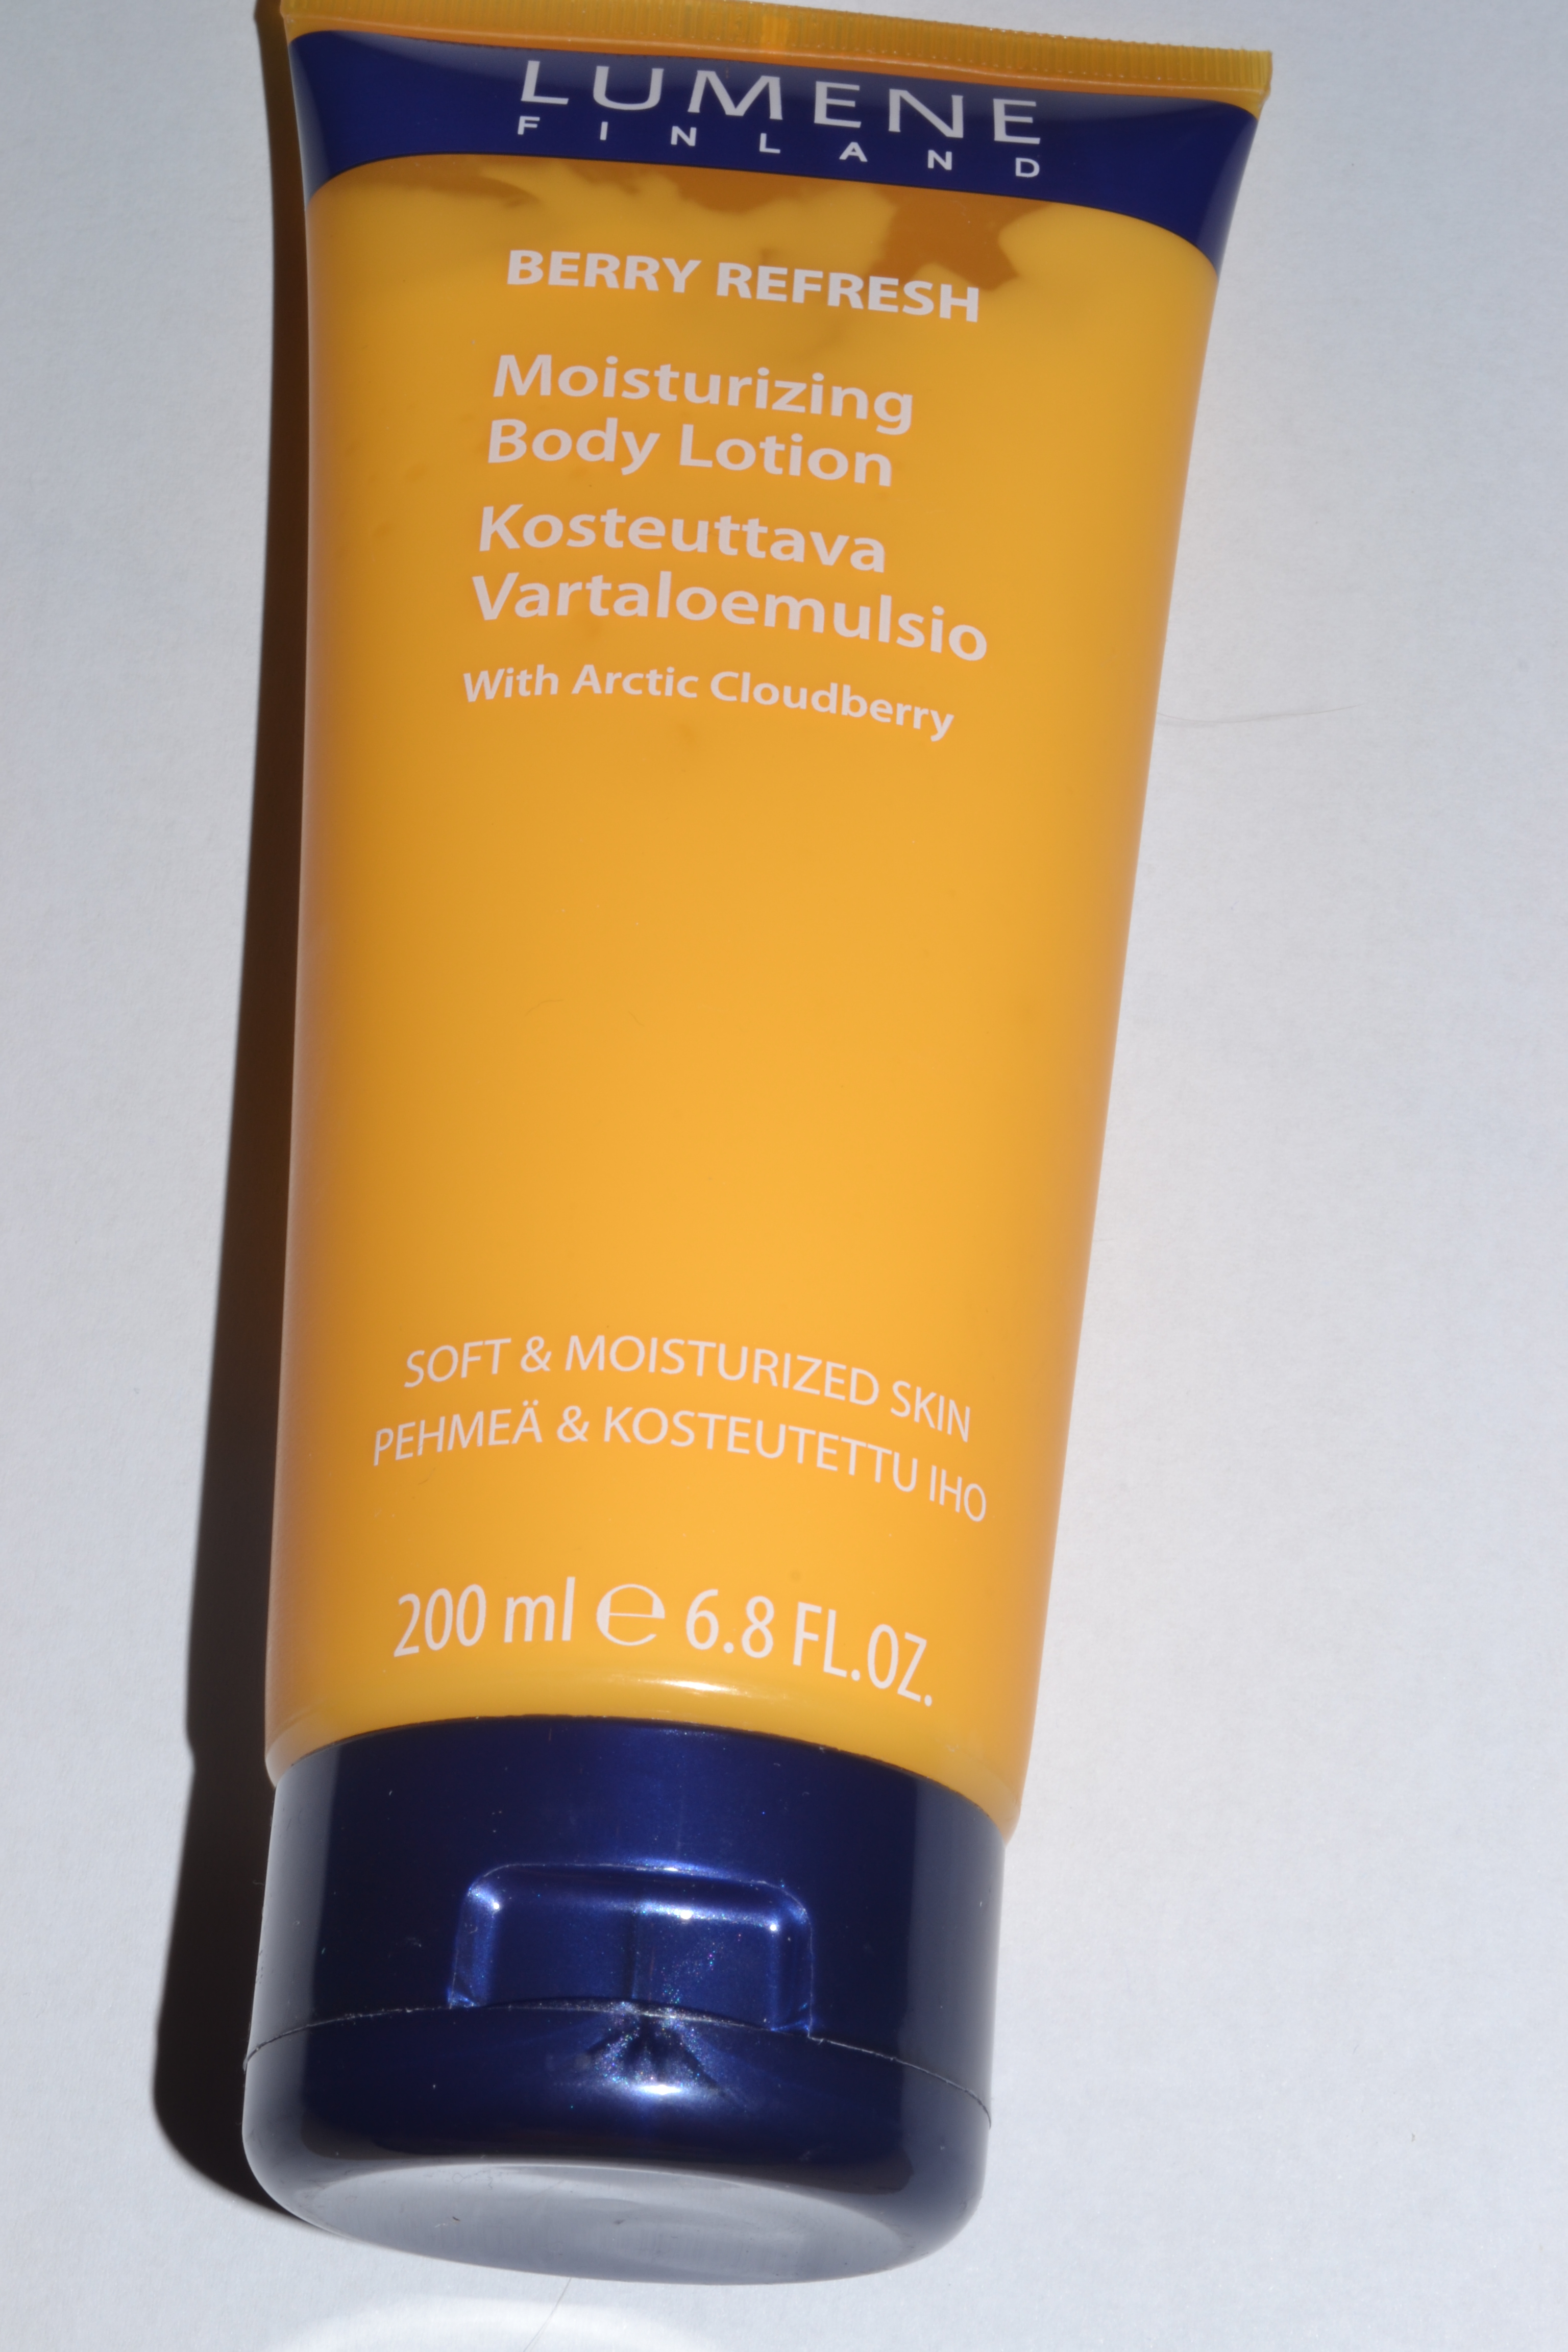 LUMENE
FINLAND
BERRY REFRESH
Moisturizing
Body Lotion
Kosteuttava
Vartaloemulsio
With Arctic Cloudberry
SOFT & MOISTURIZED SKIN
PEHMEÄ & KOSTEUTETTU IHO
200 ml ℮ 6.8 FL.OZ.